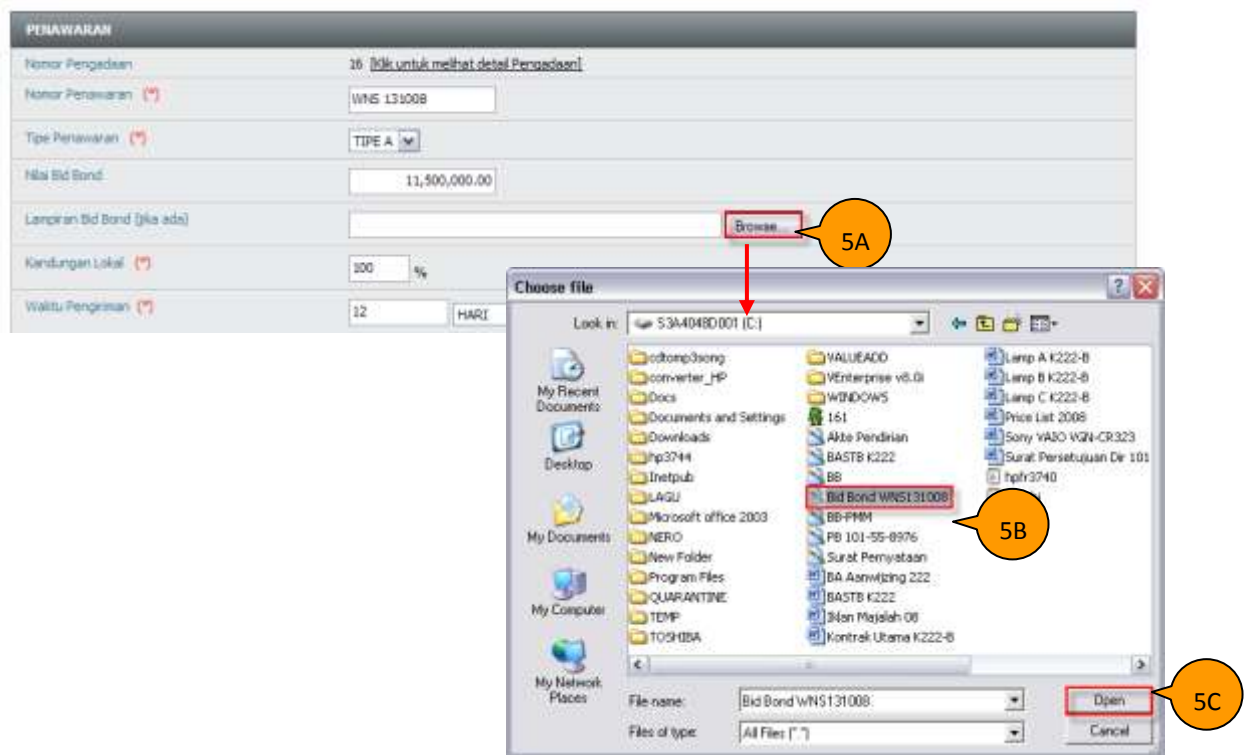 PENAWARAN
Nomor Pengadaan 16 [Klik untuk melihat detail Pengadaan]
Nomor Penawaran (*) WNS 131008
Tipe Penawaran (*) TIPE A
Nilai Bid Bond 11,500,000.00
Lampiran Bid Bond (jika ada) Browse... 5A
Kandungan Lokal (*) 100 %
Waktu Pengiriman (*) 12 HARI
Choose file
Look in: S3A4048D001 (C:)
My Recent Documents
Desktop
My Documents
My Computer
My Network Places
cdtomp3song
converter_HP
Docs
Documents and Settings
Downloads
hp3744
Inetpub
LAGU
Microsoft office 2003
NERO
New Folder
Program Files
QUARANTINE
TEMP
TOSHIBA
VALUEADD
VEnterprise v8.0i
WINDOWS
161
Akte Pendirian
BASTB K222
BB
Bid Bond WNS131008
BB-PMM
PB 101-55-8976
Surat Pernyataan
BA Aanwijzing 222
BASTB K222
Iklan Majalah 08
Kontrak Utama K222-B
Lamp A K222-B
Lamp B K222-B
Lamp C K222-B
Price List 2008
Sony VAIO VGN-CR323
Surat Persetujuan Dir 101
hpfr3740
5B
File name: Bid Bond WNS131008 Open 5C
Files of type: All Files (*.*) Cancel